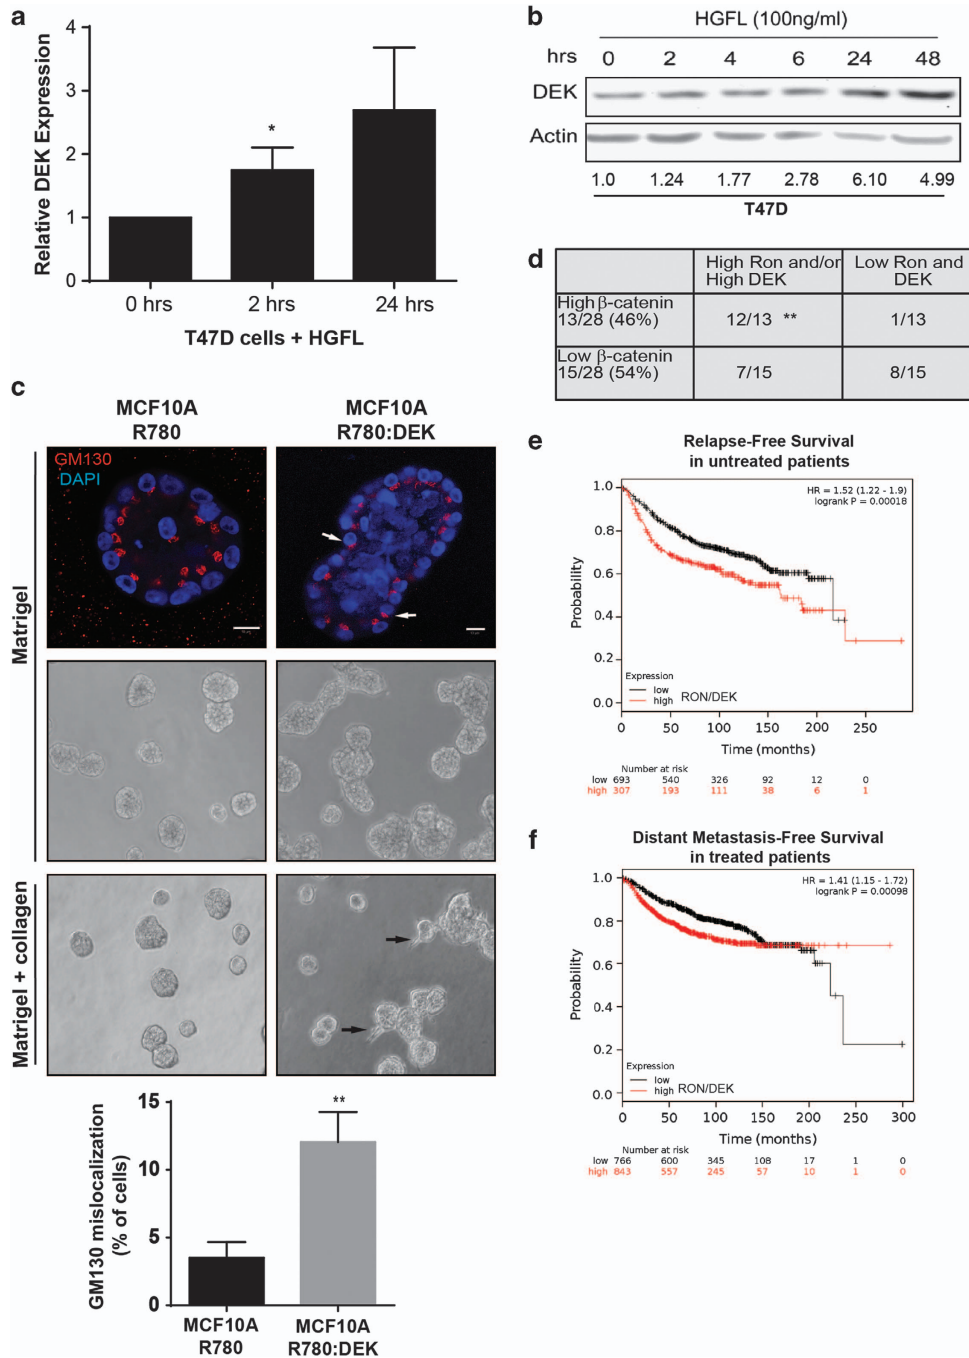 a
Relative DEK Expression
4
3
2
1
0
*
0 hrs
2 hrs
24 hrs
T47D cells + HGFL
b
HGFL (100ng/ml)
hrs 0 2 4 6 24 48
DEK
Actin
1.0 1.24 1.77 2.78 6.10 4.99
T47D
c
MCF10A
R780
MCF10A
R780:DEK
GM130
DAPI
Matrigel
Matrigel + collagen
GM130 mislocalization
(% of cells)
15
10
5
0
**
MCF10A
R780
MCF10A
R780:DEK
d
High Ron and/or
High DEK
Low Ron and
DEK
High β-catenin
13/28 (46%)
12/13 **
1/13
Low β-catenin
15/28 (54%)
7/15
8/15
e
Relapse-Free Survival
in untreated patients
HR = 1.52 (1.22 - 1.9)
logrank P = 0.00018
Probability
1.0
0.8
0.6
0.4
0.2
0.0
Expression
low
high RON/DEK
0 50 100 150 200 250
Time (months)
Number at risk
low 693 540 326 92 12 0
high 307 193 111 38 6 1
f
Distant Metastasis-Free Survival
in treated patients
HR = 1.41 (1.15 - 1.72)
logrank P = 0.00098
Probability
1.0
0.8
0.6
0.4
0.2
0.0
Expression
low
high RON/DEK
0 50 100 150 200 250 300
Time (months)
Number at risk
low 766 600 345 108 17 1 0
high 843 557 245 57 10 1 0